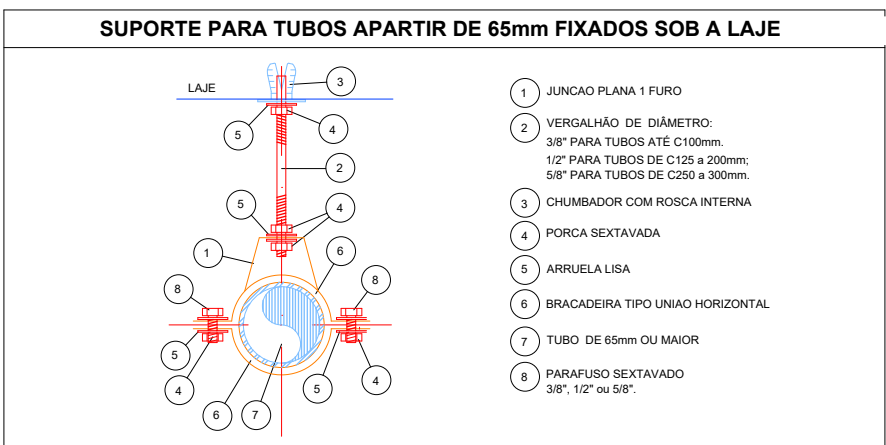 SUPORTE PARA TUBOS APARTIR DE 65mm FIXADOS SOB A LAJE
LAJE
3
5
4
2
5
4
1
6
8
8
5
4
5
4
6
7
1 JUNCAO PLANA 1 FURO
2 VERGALHÃO DE DIÂMETRO:
3/8" PARA TUBOS ATÉ C100mm.
1/2" PARA TUBOS DE C125 a 200mm;
5/8" PARA TUBOS DE C250 a 300mm.
3 CHUMBADOR COM ROSCA INTERNA
4 PORCA SEXTAVADA
5 ARRUELA LISA
6 BRACADEIRA TIPO UNIAO HORIZONTAL
7 TUBO DE 65mm OU MAIOR
8 PARAFUSO SEXTAVADO
3/8", 1/2" ou 5/8".